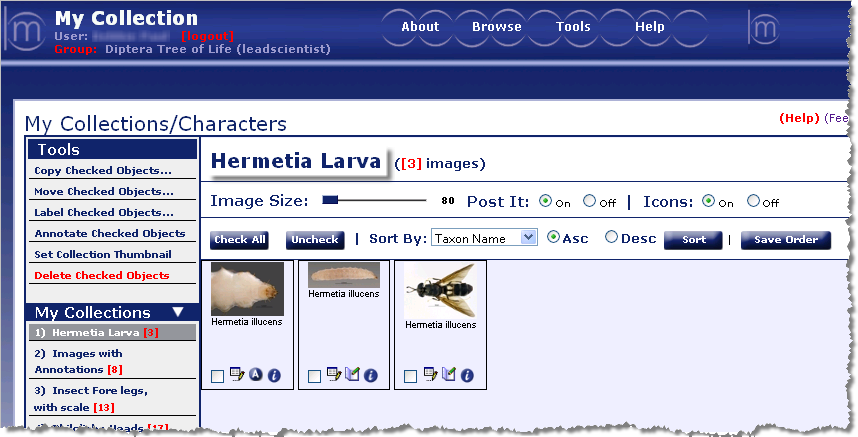 My Collection
User: [logout]
Group: Diptera Tree of Life (leadscientist)
About Browse Tools Help
My Collections/Characters
(Help) (Fee
Tools
Copy Checked Objects...
Move Checked Objects...
Label Checked Objects...
Annotate Checked Objects
Set Collection Thumbnail
Delete Checked Objects
My Collections
1) Hermetia Larva [3]
2) Images with
Annotations [8]
3) Insect Fore legs,
with scale [13]
Hermetia Larva ([3] images)
Image Size: 80 Post It: On Off | Icons: On Off
Check All Uncheck | Sort By: Taxon Name Asc Desc Sort | Save Order
Hermetia illucens
Hermetia illucens
Hermetia illucens